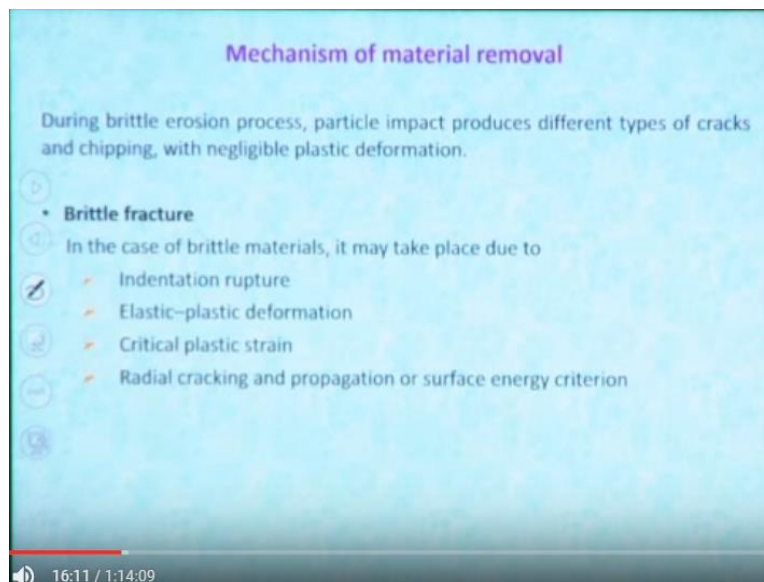 Mechanism of material removal
During brittle erosion process, particle impact produces different types of cracks
and chipping, with negligible plastic deformation.
• Brittle fracture
In the case of brittle materials, it may take place due to
Indentation rupture
Elastic–plastic deformation
Critical plastic strain
Radial cracking and propagation or surface energy criterion
16:11 / 1:14:09